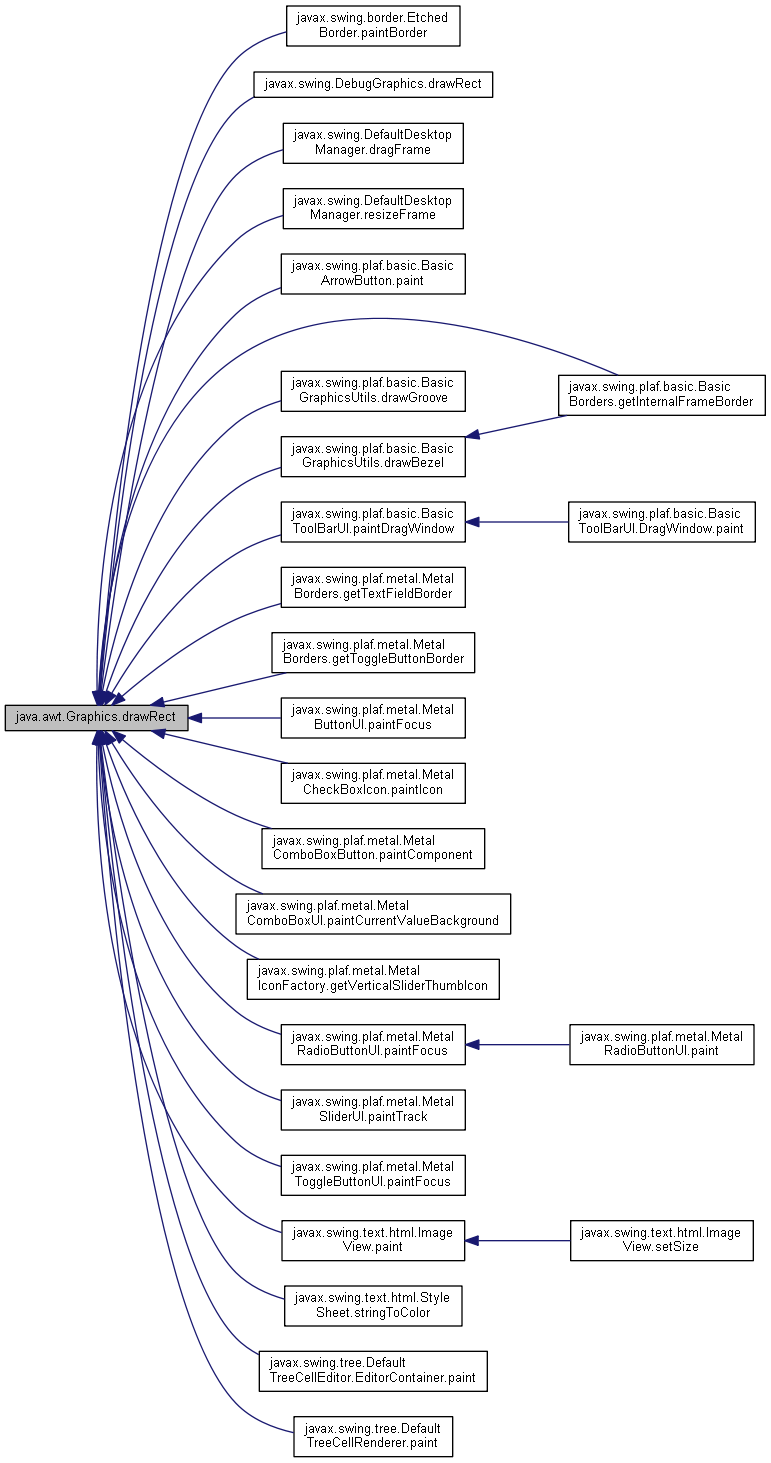 javax.swing.border.Etched
Border.paintBorder
javax.swing.DebugGraphics.drawRect
javax.swing.DefaultDesktop
Manager.dragFrame
javax.swing.DefaultDesktop
Manager.resizeFrame
javax.swing.plaf.basic.Basic
ArrowButton.paint
javax.swing.plaf.basic.Basic
GraphicsUtils.drawGroove
javax.swing.plaf.basic.Basic
Borders.getInternalFrameBorder
javax.swing.plaf.basic.Basic
GraphicsUtils.drawBezel
javax.swing.plaf.basic.Basic
ToolBarUI.paintDragWindow
javax.swing.plaf.basic.Basic
ToolBarUI.DragWindow.paint
javax.swing.plaf.metal.Metal
Borders.getTextFieldBorder
javax.swing.plaf.metal.Metal
Borders.getToggleButtonBorder
java.awt.Graphics.drawRect
javax.swing.plaf.metal.Metal
ButtonUI.paintFocus
javax.swing.plaf.metal.Metal
CheckBoxIcon.paintIcon
javax.swing.plaf.metal.Metal
ComboBoxButton.paintComponent
javax.swing.plaf.metal.Metal
ComboBoxUI.paintCurrentValueBackground
javax.swing.plaf.metal.Metal
IconFactory.getVerticalSliderThumbIcon
javax.swing.plaf.metal.Metal
RadioButtonUI.paintFocus
javax.swing.plaf.metal.Metal
RadioButtonUI.paint
javax.swing.plaf.metal.Metal
SliderUI.paintTrack
javax.swing.plaf.metal.Metal
ToggleButtonUI.paintFocus
javax.swing.text.html.Image
View.paint
javax.swing.text.html.Image
View.setSize
javax.swing.text.html.Style
Sheet.stringToColor
javax.swing.tree.Default
TreeCellEditor.EditorContainer.paint
javax.swing.tree.Default
TreeCellRenderer.paint